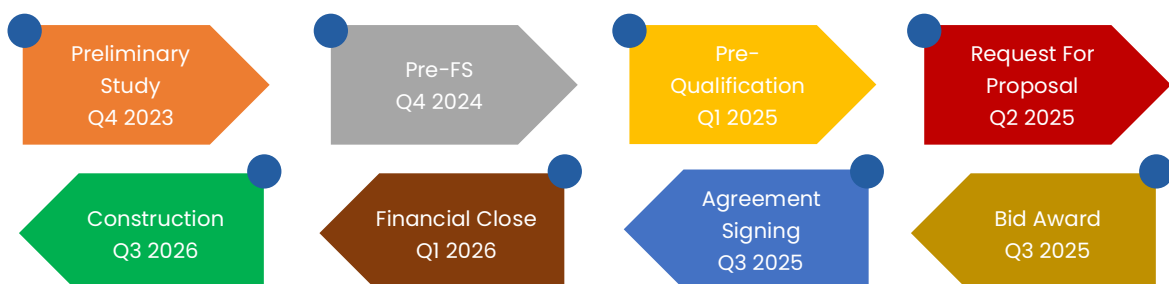 Preliminary
Study
Q4 2023
Pre-FS
Q4 2024
Pre-
Qualification
Q1 2025
Request For
Proposal
Q2 2025
Construction
Q3 2026
Financial Close
Q1 2026
Agreement
Signing
Q3 2025
Bid Award
Q3 2025